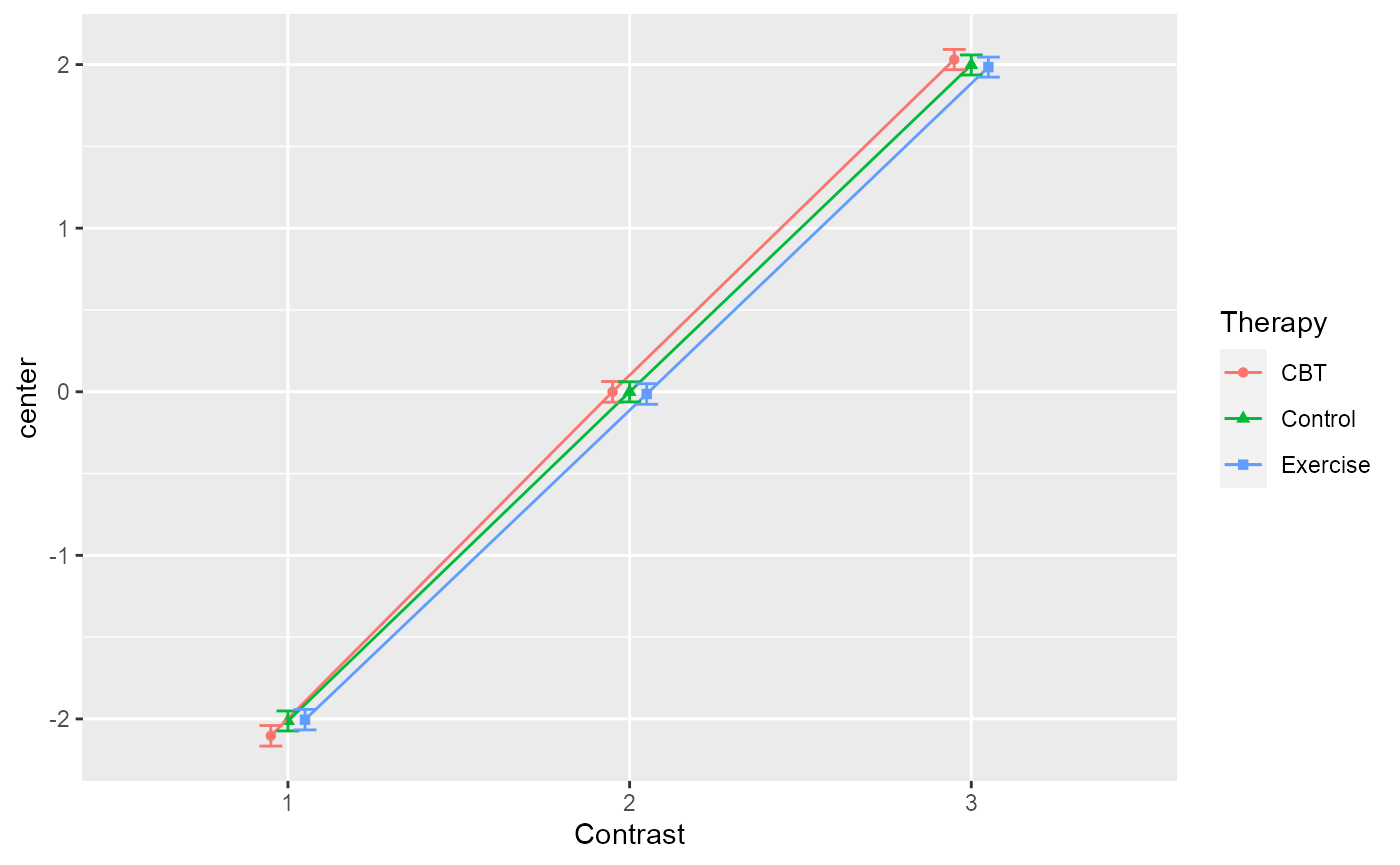 2
1
0
-1
-2
center
1 2 3
Contrast
Therapy
CBT
Control
Exercise